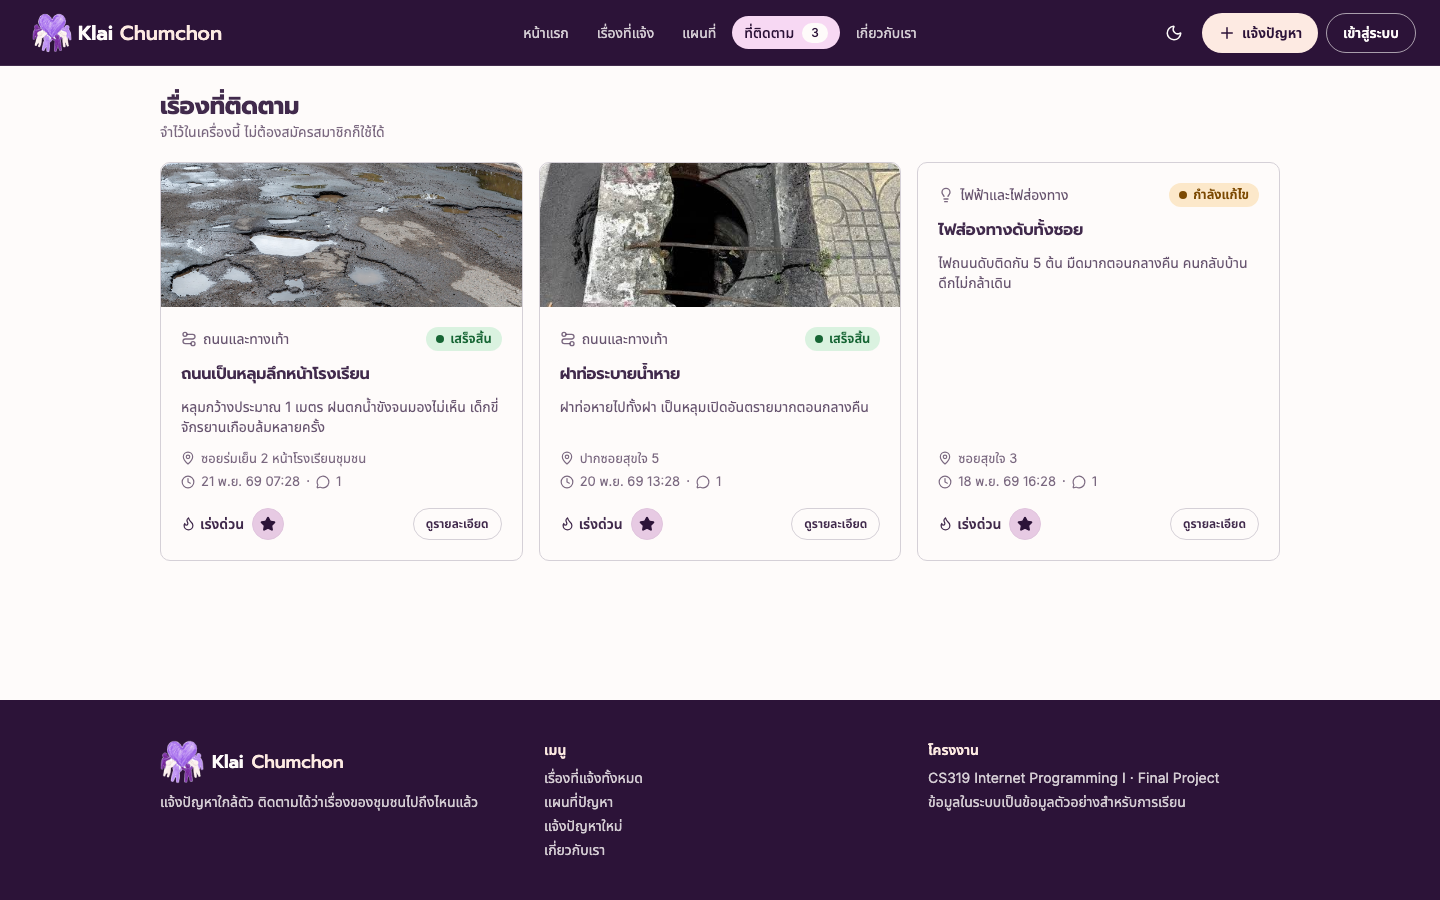 Klai Chumchon
หน้าแรก
เรื่องที่แจ้ง
แผนที่
ที่ติดตาม 3
เกี่ยวกับเรา
แจ้งปัญหา
เข้าสู่ระบบ
เรื่องที่ติดตาม
จำไว้ในเครื่องนี้ ไม่ต้องสมัครสมาชิกก็ใช้ได้
ถนนและทางเท้า
เสร็จสิ้น
ถนนเป็นหลุมลึกหน้าโรงเรียน
หลุมกว้างประมาณ 1 เมตร ฝนตกน้ำขังจนมองไม่เห็น เด็กขี่
จักรยานเกือบล้มหลายครั้ง
ซอยร่มเย็น 2 หน้าโรงเรียนชุมชน
21 พ.ย. 69 07:28 · 1
เร่งด่วน
ดูรายละเอียด
ถนนและทางเท้า
เสร็จสิ้น
ฝาท่อระบายน้ำหาย
ฝาท่อหายไปทั้งฝา เป็นหลุมเปิดอันตรายมากตอนกลางคืน
ปากซอยสุขใจ 5
20 พ.ย. 69 13:28 · 1
เร่งด่วน
ดูรายละเอียด
ไฟฟ้าและไฟส่องทาง
กำลังแก้ไข
ไฟส่องทางดับทั้งซอย
ไฟถนนดับติดกัน 5 ต้น มืดมากตอนกลางคืน คนกลับบ้าน
ดึกไม่กล้าเดิน
ซอยสุขใจ 3
18 พ.ย. 69 16:28 · 1
เร่งด่วน
ดูรายละเอียด
Klai Chumchon
แจ้งปัญหาใกล้ตัว ติดตามได้ว่าเรื่องของชุมชนไปถึงไหนแล้ว
เมนู
เรื่องที่แจ้งทั้งหมด
แผนที่ปัญหา
แจ้งปัญหาใหม่
เกี่ยวกับเรา
โครงงาน
CS319 Internet Programming I · Final Project
ข้อมูลในระบบเป็นข้อมูลตัวอย่างสำหรับการเรียน